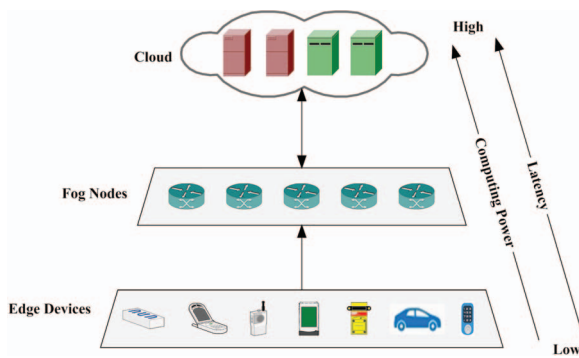 High
Cloud
Computing Power
Latency
Fog Nodes
Edge Devices
Low